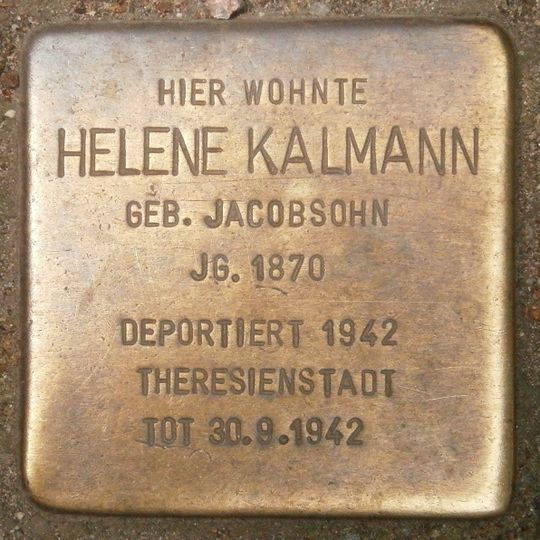 HIER WOHNTE
HELENE KALMANN
GEB. JACOBSOHN
JG. 1870
DEPORTIERT 1942
THERESIENSTADT
TOT 30.9.1942